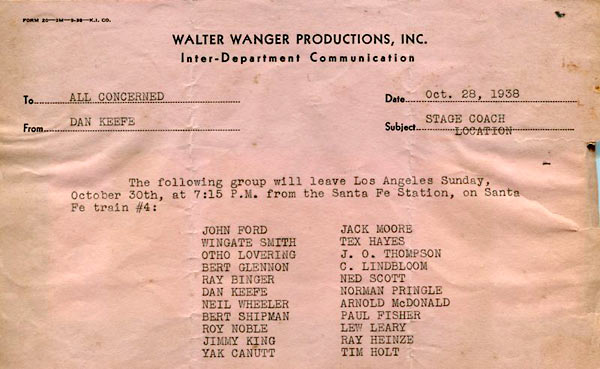 FORM 20—2M—9-38—K.I. CO.
WALTER WANGER PRODUCTIONS, INC.
Inter-Department Communication
To ALL CONCERNED
Date Oct. 28, 1938
From DAN KEEFE
Subject STAGE COACH
LOCATION
The following group will leave Los Angeles Sunday,
October 30th, at 7:15 P.M. from the Santa Fe Station, on Santa
Fe train #4:
JOHN FORD
WINGATE SMITH
OTHO LOVERING
BERT GLENNON
RAY BINGER
DAN KEEFE
NEIL WHEELER
BERT SHIPMAN
ROY NOBLE
JIMMY KING
YAK CANUTT
JACK MOORE
TEX HAYES
J. O. THOMPSON
C. LINDBLOOM
NED SCOTT
NORMAN PRINGLE
ARNOLD McDONALD
PAUL FISHER
LEW LEARY
RAY HEINZE
TIM HOLT